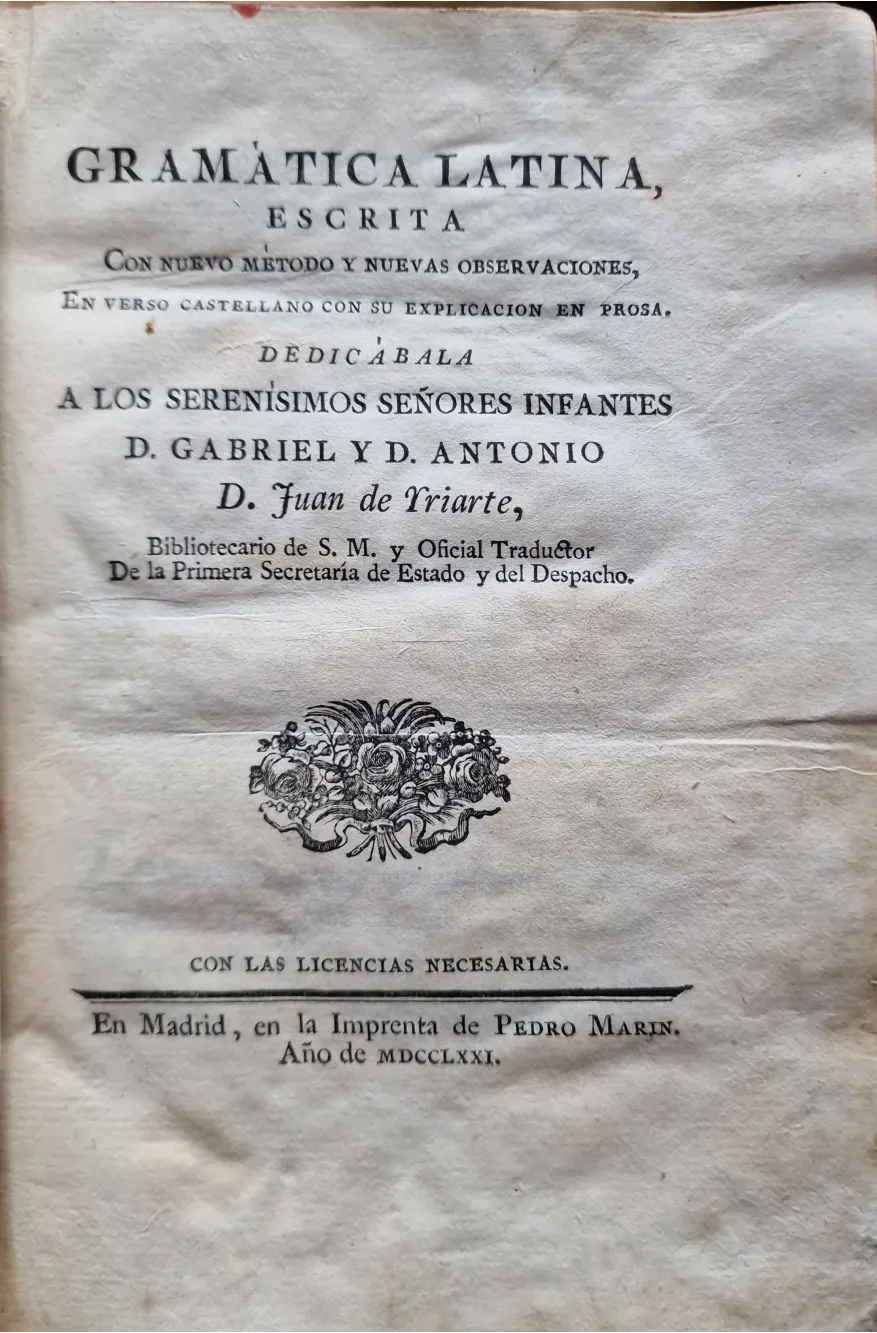 GRAMÀTICA LATINA,
ESCRITA
CON NUEVO MÉTODO Y NUEVAS OBSERVACIONES,
EN VERSO CASTELLANO CON SU EXPLICACION EN PROSA.
DEDICÁBALA
A LOS SERENÍSIMOS SEÑORES INFANTES
D. GABRIEL Y D. ANTONIO
D. Juan de Yriarte,
Bibliotecario de S. M. y Oficial Traductor
De la Primera Secretaría de Estado y del Despacho.
CON LAS LICENCIAS NECESARIAS.
En Madrid, en la Imprenta de PEDRO MARIN.
Año de MDCCLXXI.